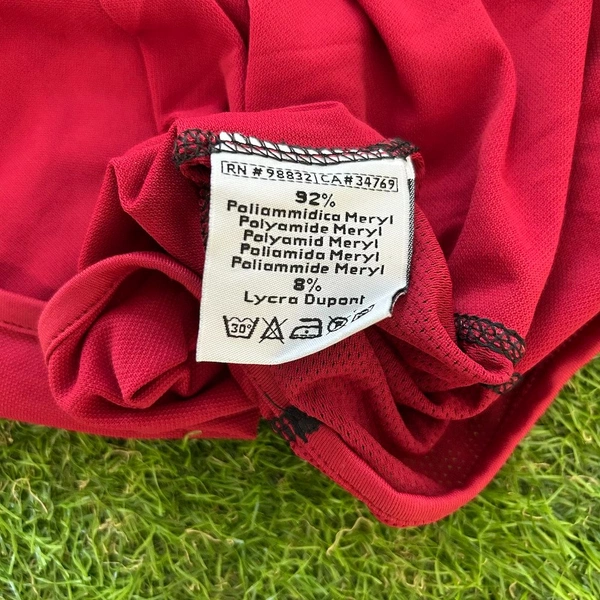 RN #98832 CA#34769
92%
Poliammidica Meryl
Polyamide Meryl
Polyamid Meryl
Poliamida Meryl
Poliammide Meryl
8%
Lycra Dupont
30°